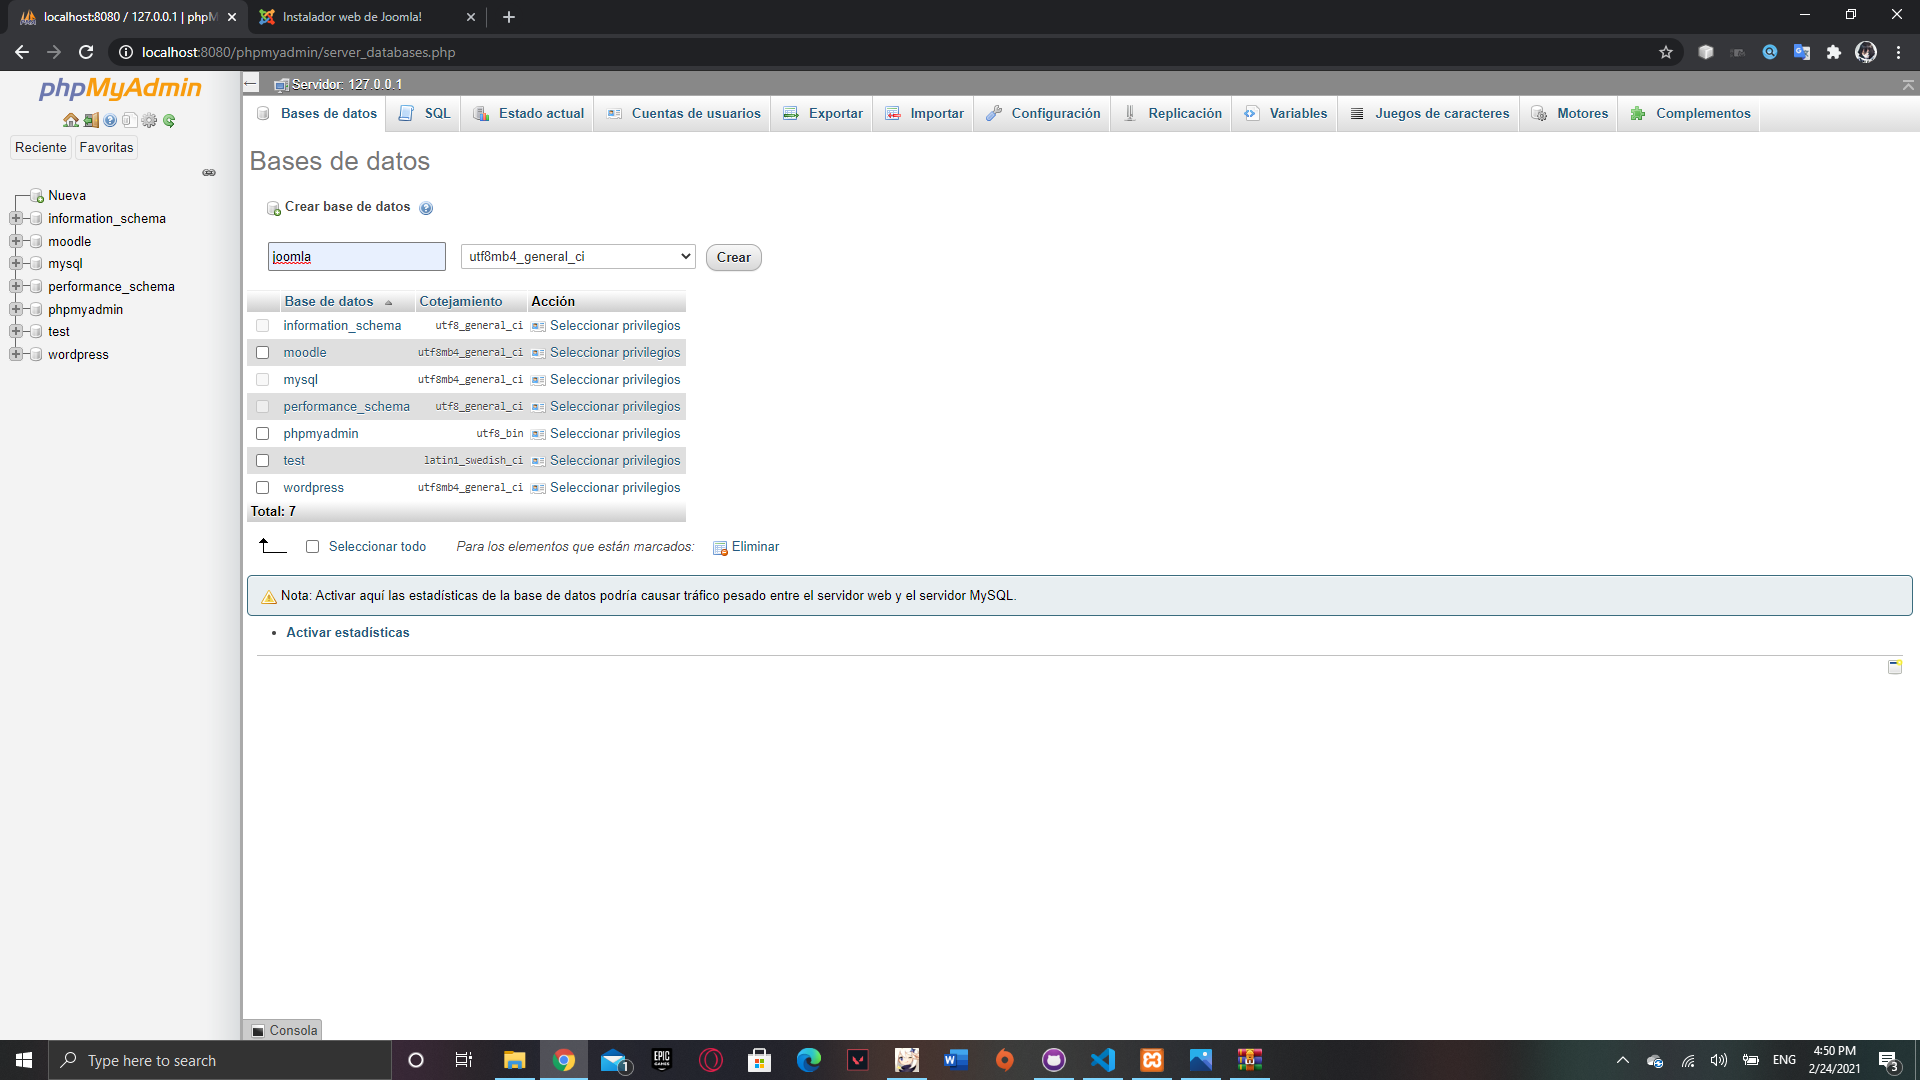 localhost:8080 / 127.0.0.1 | phpM
Instalador web de Joomla!
localhost:8080/phpmyadmin/server_databases.php
phpMyAdmin
Reciente
Favoritas
Nueva
information_schema
moodle
mysql
performance_schema
phpmyadmin
test
wordpress
Servidor: 127.0.0.1
Bases de datos
SQL
Estado actual
Cuentas de usuarios
Exportar
Importar
Configuración
Replicación
Variables
Juegos de caracteres
Motores
Complementos
Bases de datos
Crear base de datos
joomla
utf8mb4_general_ci
Crear
Base de datos Cotejamiento Acción
information_schema utf8_general_ci Seleccionar privilegios
moodle utf8mb4_general_ci Seleccionar privilegios
mysql utf8mb4_general_ci Seleccionar privilegios
performance_schema utf8_general_ci Seleccionar privilegios
phpmyadmin utf8_bin Seleccionar privilegios
test latin1_swedish_ci Seleccionar privilegios
wordpress utf8mb4_general_ci Seleccionar privilegios
Total: 7
Seleccionar todo Para los elementos que están marcados: Eliminar
Nota: Activar aquí las estadísticas de la base de datos podría causar tráfico pesado entre el servidor web y el servidor MySQL.
Activar estadísticas
Consola
Type here to search
1
EPIC
GAMES
W
ENG
4:50 PM
2/24/2021
3